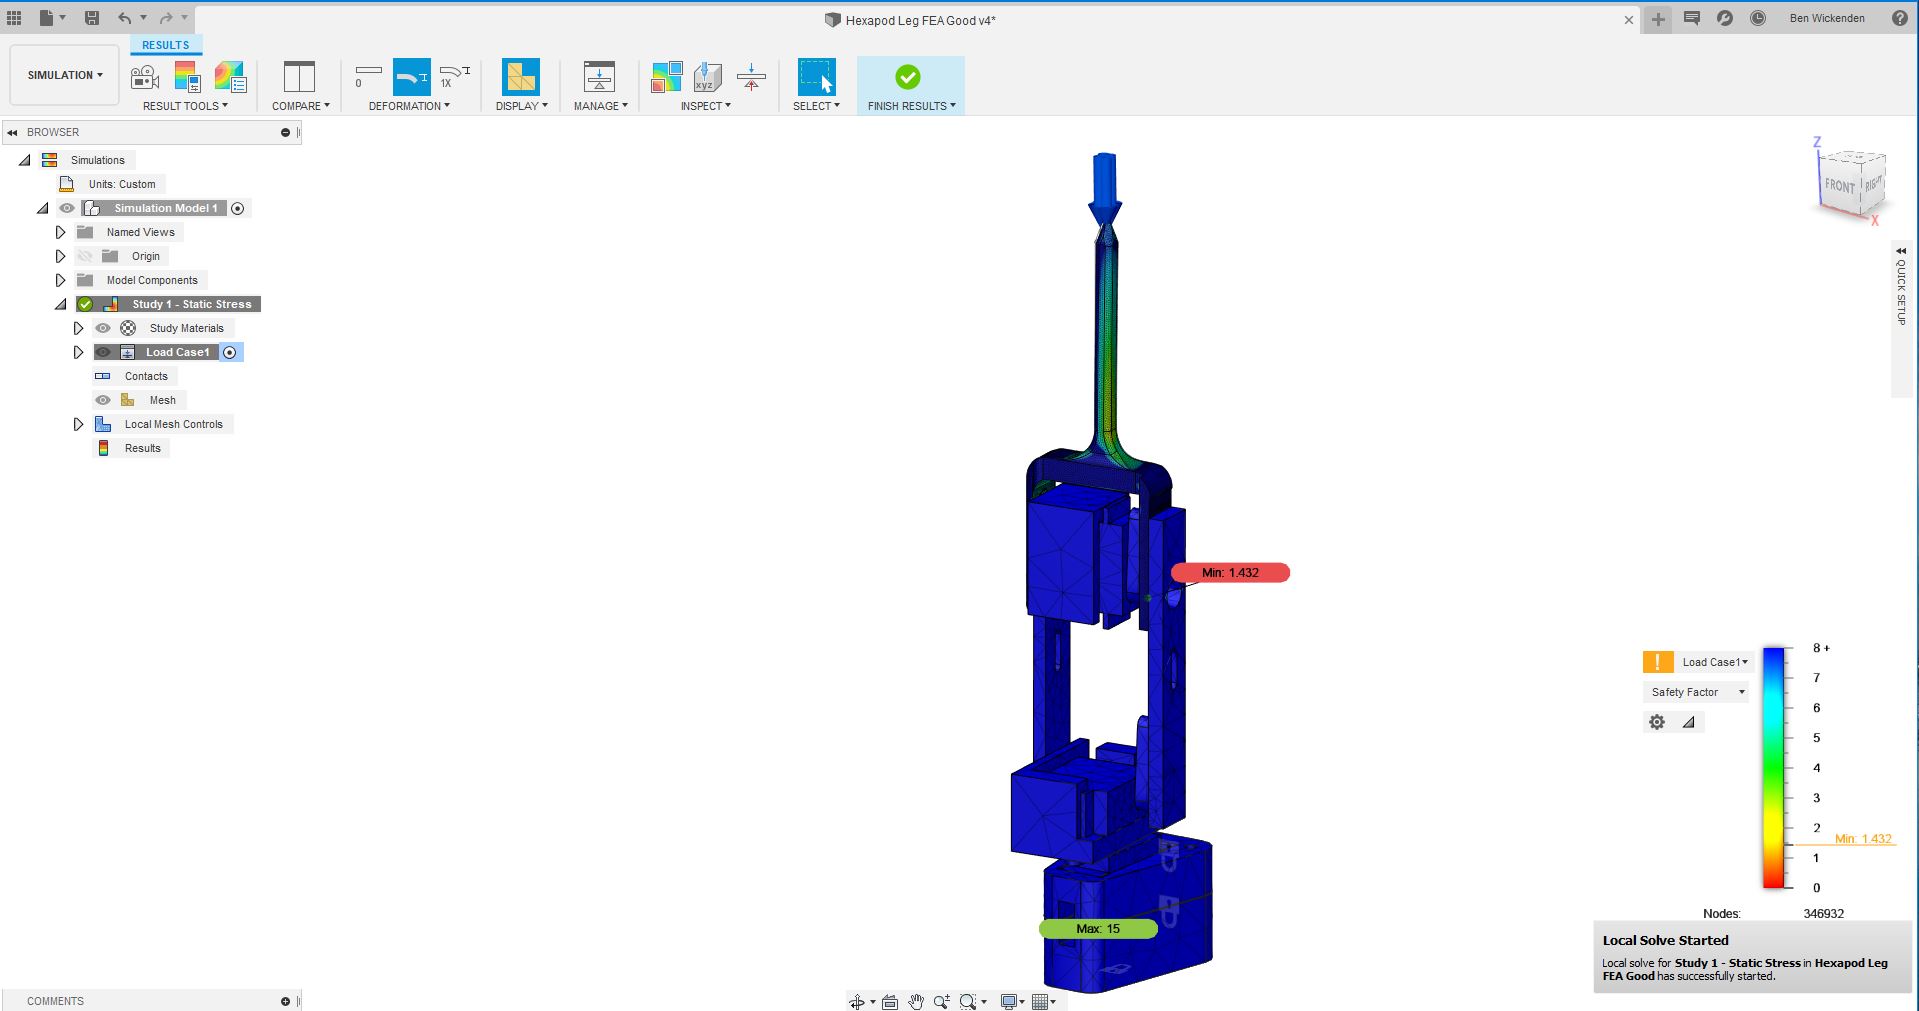 Hexapod Leg FEA Good v4*
Ben Wickenden
RESULTS
SIMULATION
0
1X
xyz
RESULT TOOLS
COMPARE
DEFORMATION
DISPLAY
MANAGE
INSPECT
SELECT
FINISH RESULTS
BROWSER
Simulations
Units: Custom
Simulation Model 1
Named Views
Origin
Model Components
Study 1 - Static Stress
Study Materials
Load Case1
Contacts
Mesh
Local Mesh Controls
Results
Z
FRONT
RIGHT
X
QUICK SETUP
Min: 1.432
Max: 15
Load Case1
Safety Factor
8 +
7
6
5
4
3
2
Min: 1.432
1
0
Nodes: 346932
Local Solve Started
Local solve for Study 1 - Static Stress in Hexapod Leg
FEA Good has successfully started.
COMMENTS